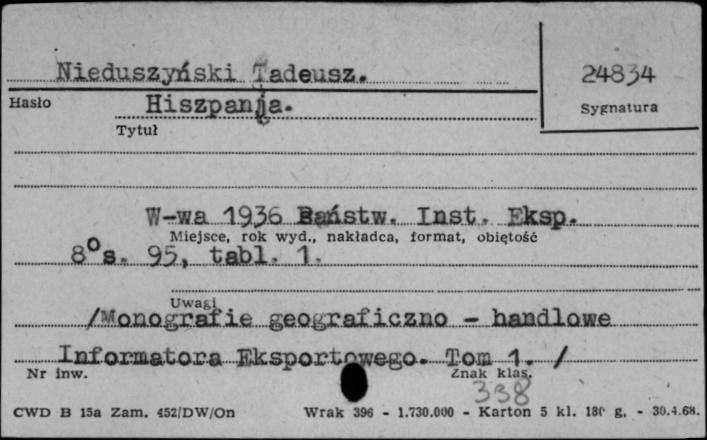 Nieduszyński Tadeusz.
24834
Hasło
Hiszpanja.
Sygnatura
Tytuł
W-wa 1936 Państw. Inst. Eksp.
Miejsce, rok wyd., nakładca, format, objętość
8° s. 95, tabl. 1.
Uwagi
/Monografie geograficzno - handlowe
Informatora Eksportowego. Tom 1. /
Nr inw.
Znak klas.
338
CWD B 15a Zam. 452/DW/On Wrak 396 - 1.730.000 - Karton 5 kl. 180 g. - 30.4.68.